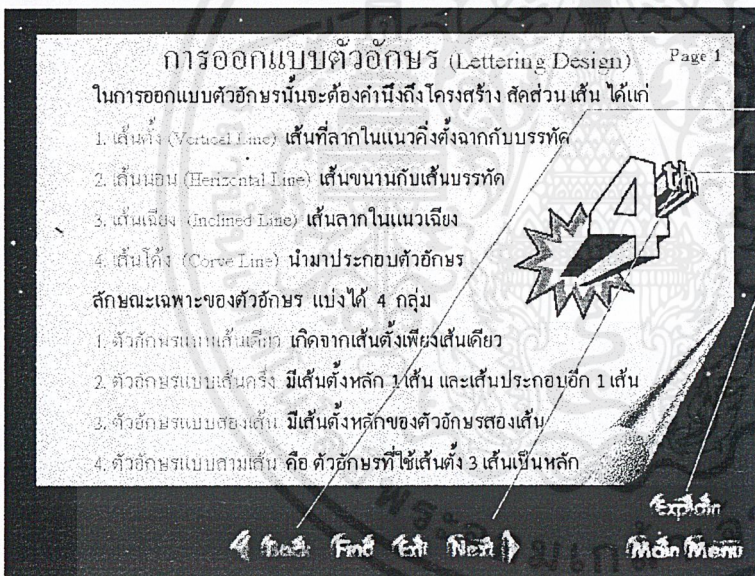 การออกแบบตัวอักษร (Lettering Design) Page 1
ในการออกแบบตัวอักษรนั้นจะต้องคำนึงถึงโครงสร้าง สัดส่วน เส้น ได้แก่
1. เส้นตั้ง (Vertical Line) เส้นที่ลากในแนวดิ่งตั้งฉากกับบรรทัด
2. เส้นนอน (Herizontal Line) เส้นขนานกับเส้นบรรทัด
3. เส้นเฉียง (Inclined Line) เส้นลากในแนวเฉียง
4. เส้นโค้ง (Corve Line) นำมาประกอบตัวอักษร
4th
ลักษณะเฉพาะของตัวอักษร แบ่งได้ 4 กลุ่ม
1. ตัวอักษรแบบเส้นเดียว เกิดจากเส้นตั้งเพียงเส้นเดียว
2. ตัวอักษรแบบเส้นครึ่ง มีเส้นตั้งหลัก 1 เส้น และเส้นประกอบอีก 1 เส้น
3. ตัวอักษรแบบสองเส้น มีเส้นตั้งหลักของตัวอักษรสองเส้น
4. ตัวอักษรแบบสามเส้น คือ ตัวอักษรที่ใช้เส้นตั้ง 3 เส้นเป็นหลัก
Explain
Back Find Exit Next Main Menu